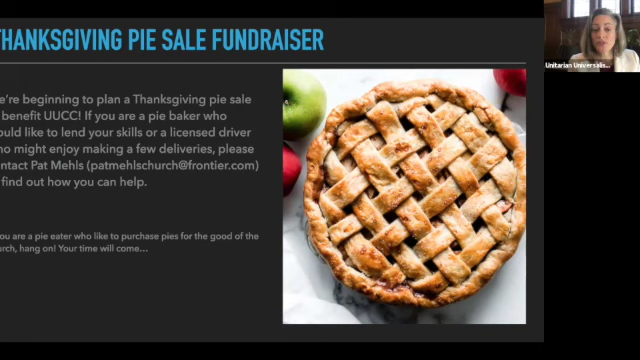 THANKSGIVING PIE SALE FUNDRAISER
Unitarian Universalis...
e're beginning to plan a Thanksgiving pie sale
benefit UUCC! If you are a pie baker who
ould like to lend your skills or a licensed driver
ho might enjoy making a few deliveries, please
ontact Pat Mehls (patmehlschurch@frontier.com)
find out how you can help.
ou are a pie eater who like to purchase pies for the good of the
urch, hang on! Your time will come...